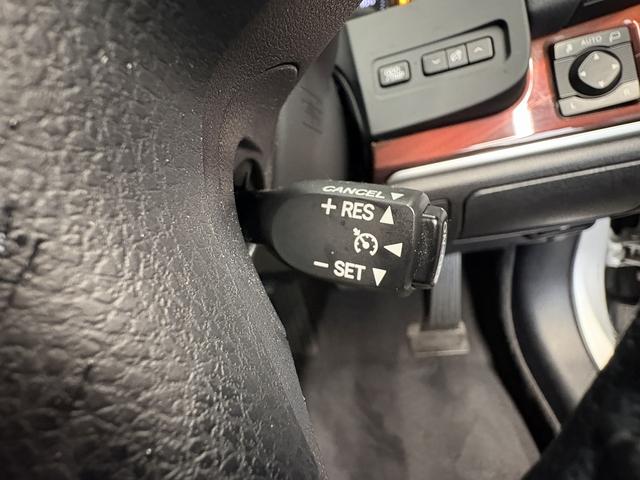 AUTO
L R
CANCEL
+ RES
- SET